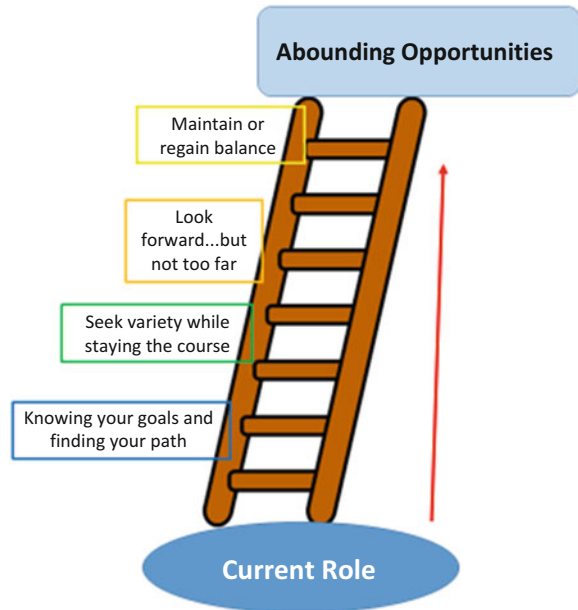 Abounding Opportunities
Maintain or
regain balance
Look
forward...but
not too far
Seek variety while
staying the course
Knowing your goals and
finding your path
Current Role